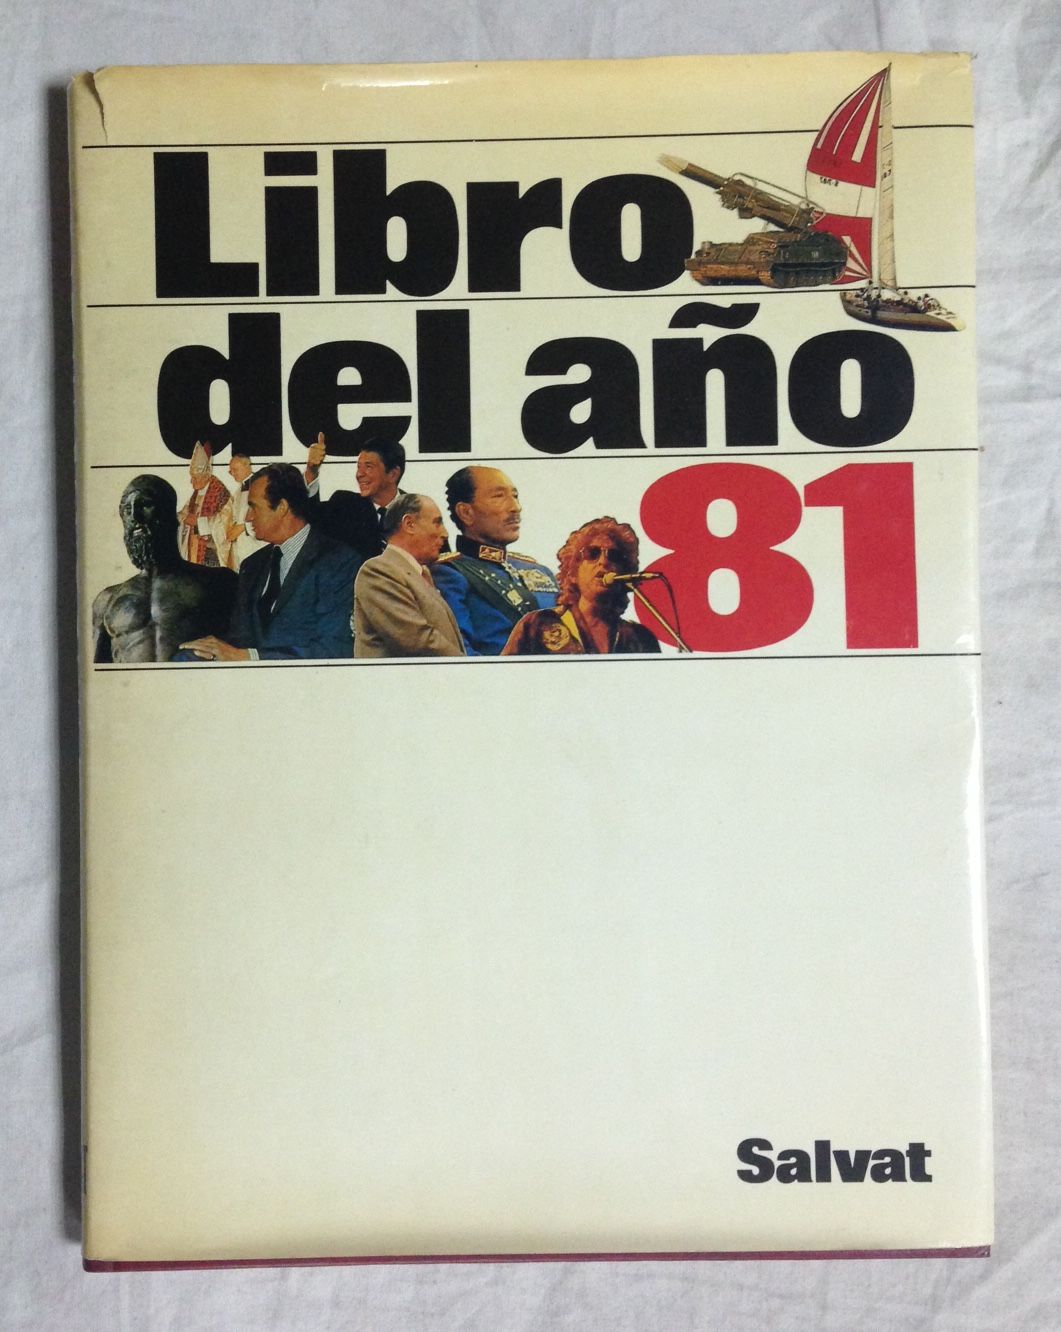 Libro
del año
81
Salvat